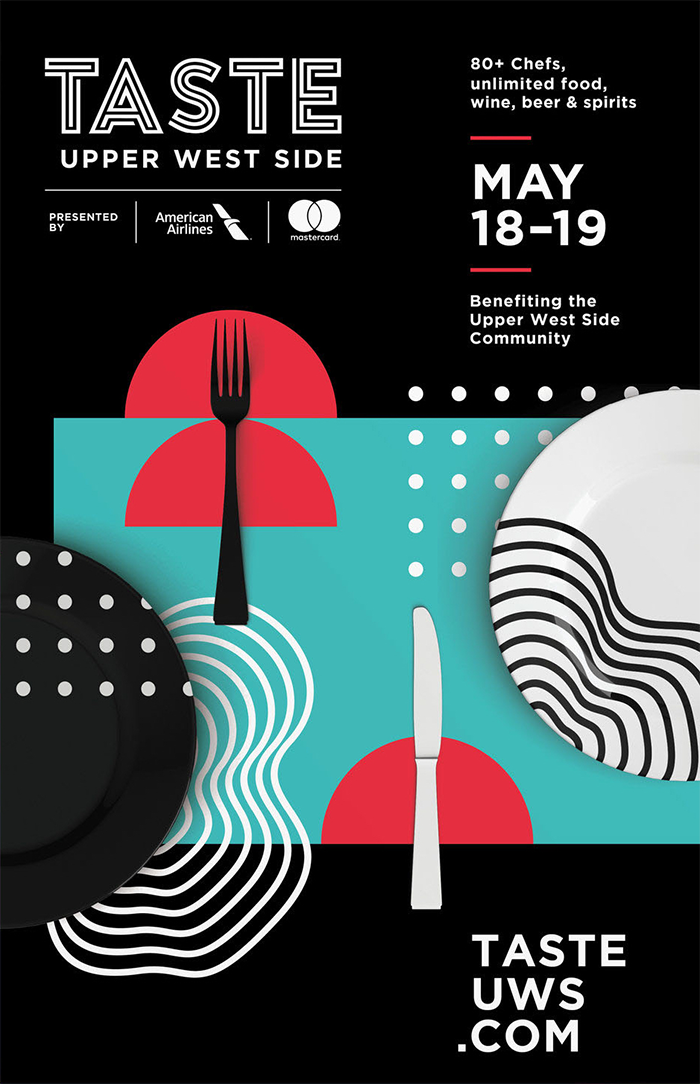 TASTE
UPPER WEST SIDE
PRESENTED
BY
American
Airlines
mastercard.
80+ Chefs,
unlimited food,
wine, beer & spirits
MAY
18–19
Benefiting the
Upper West Side
Community
TASTE
UWS
.COM